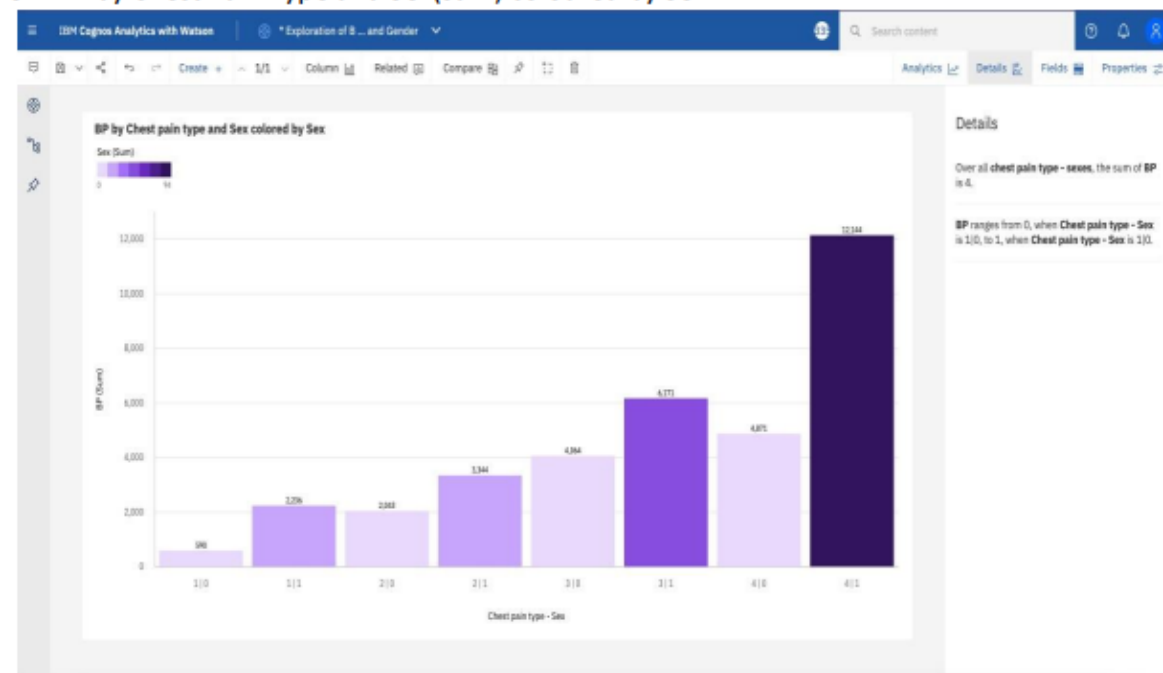 IBM Cognos Analytics with Watson
* Exploration of B ... and Gender
Search content
Create +
1/1
Column
Related
Compare
Analytics
Details
Fields
Properties
BP by Chest pain type and Sex colored by Sex
Sex (Sum)
0
12,000
10,000
8,000
6,000
4,000
2,000
0
BP (Sum)
2,236
3,344
6,171
4,871
12,144
1|0
1|1
2|0
2|1
3|0
3|1
4|0
4|1
Chest pain type - Sex
Details
Over all chest pain type - sexes, the sum of BP
is 4.
BP ranges from 0, when Chest pain type - Sex
is 1|0, to 1, when Chest pain type - Sex is 1|0.